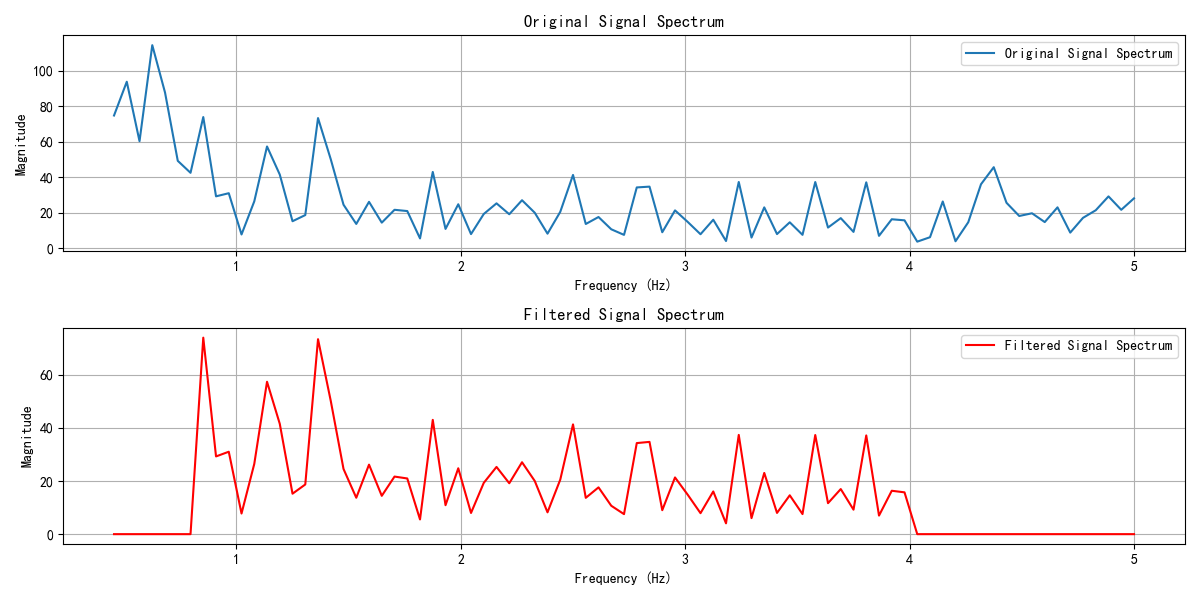 Original Signal Spectrum
Original Signal Spectrum
Magnitude
100
80
60
40
20
0
1 2 3 4 5
Frequency (Hz)
Filtered Signal Spectrum
Filtered Signal Spectrum
Magnitude
60
40
20
0
1 2 3 4 5
Frequency (Hz)